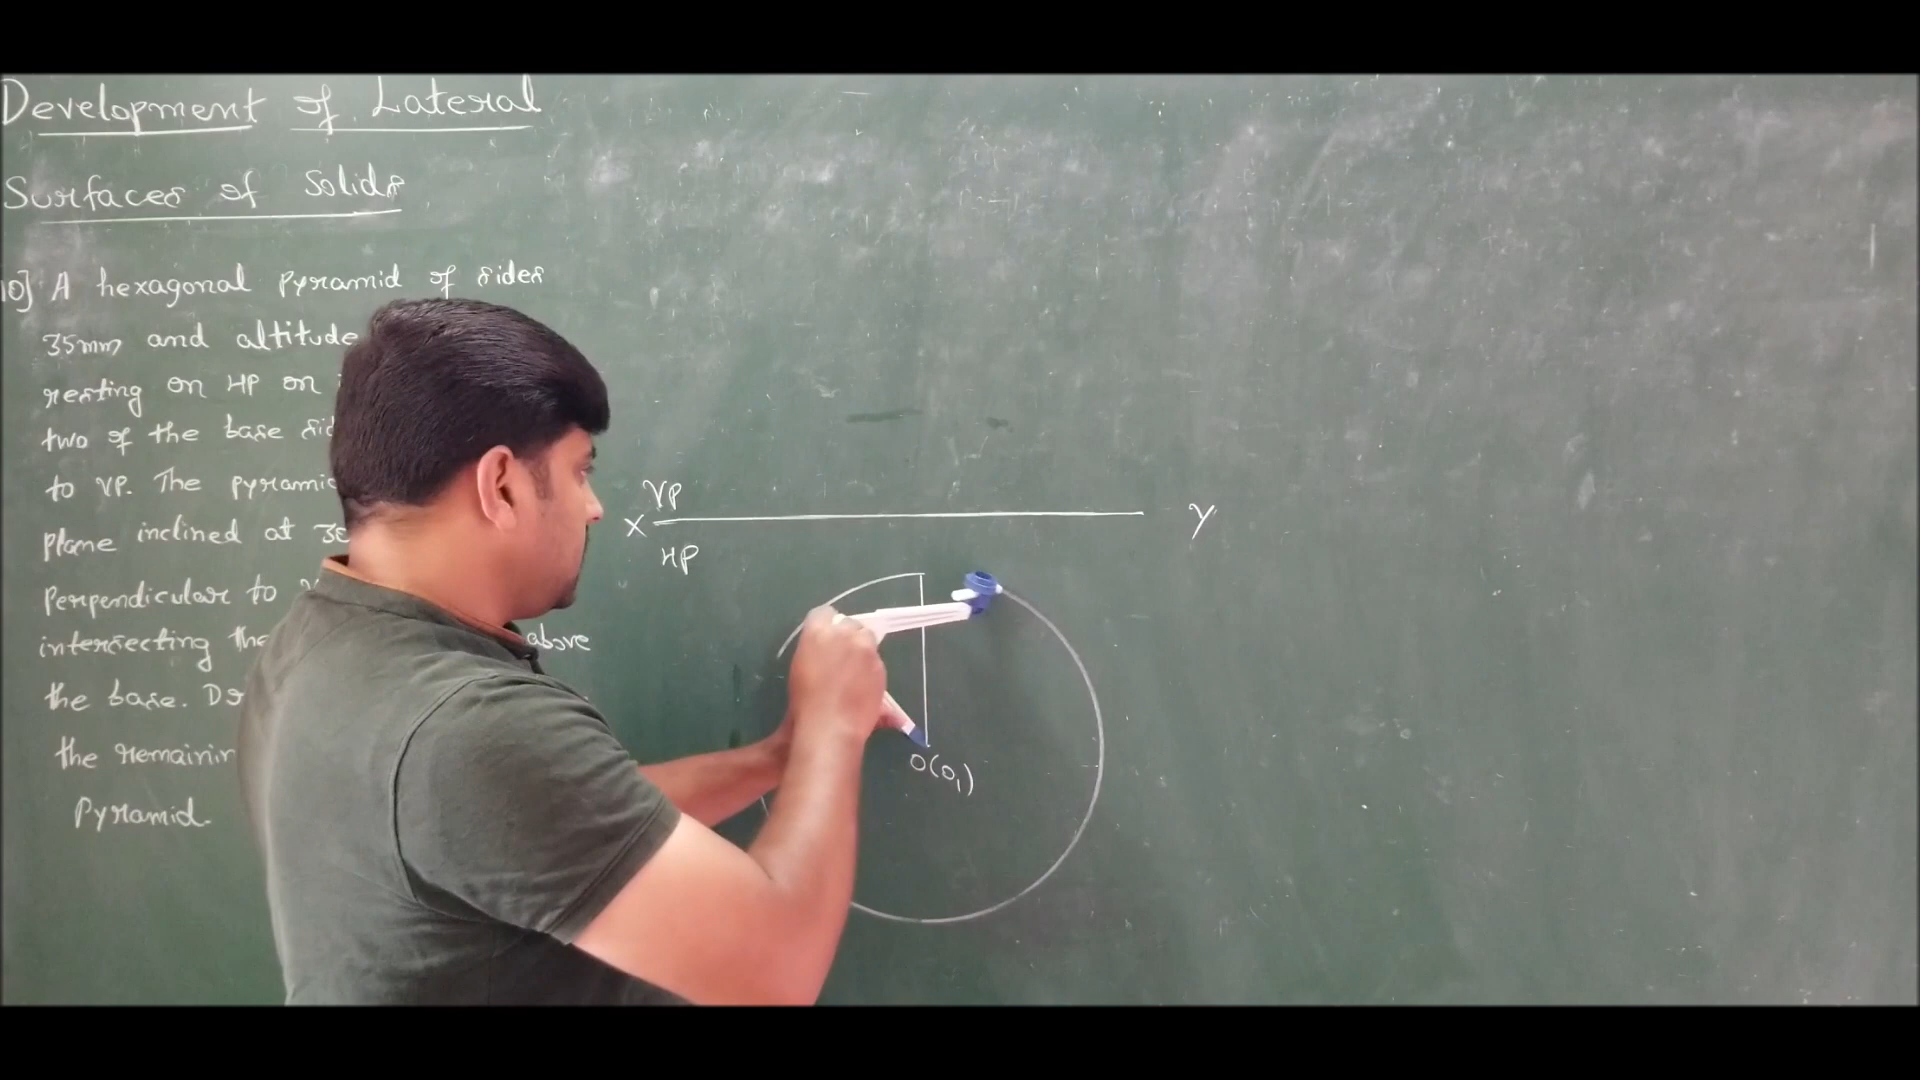 Development of Lateral
Surfaces of Solids
10] A hexagonal pyramid of sides
35mm and altitude
resting on HP on
two of the base
to VP. The
plane inclined at
Perpendicular to
intersecting the above
the base.
the
Pyramid.
VP
X Y
HP
O(O₁)